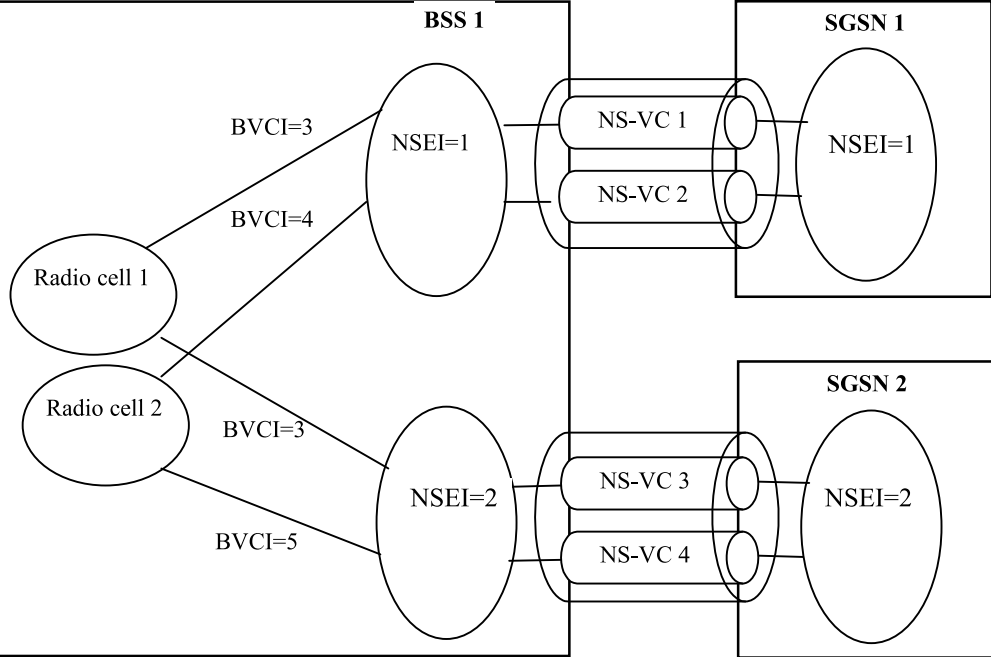 BSS 1
SGSN 1
BVCI=3
NSEI=1
NS-VC 1
NSEI=1
BVCI=4
NS-VC 2
Radio cell 1
SGSN 2
Radio cell 2
BVCI=3
NSEI=2
NS-VC 3
NSEI=2
BVCI=5
NS-VC 4